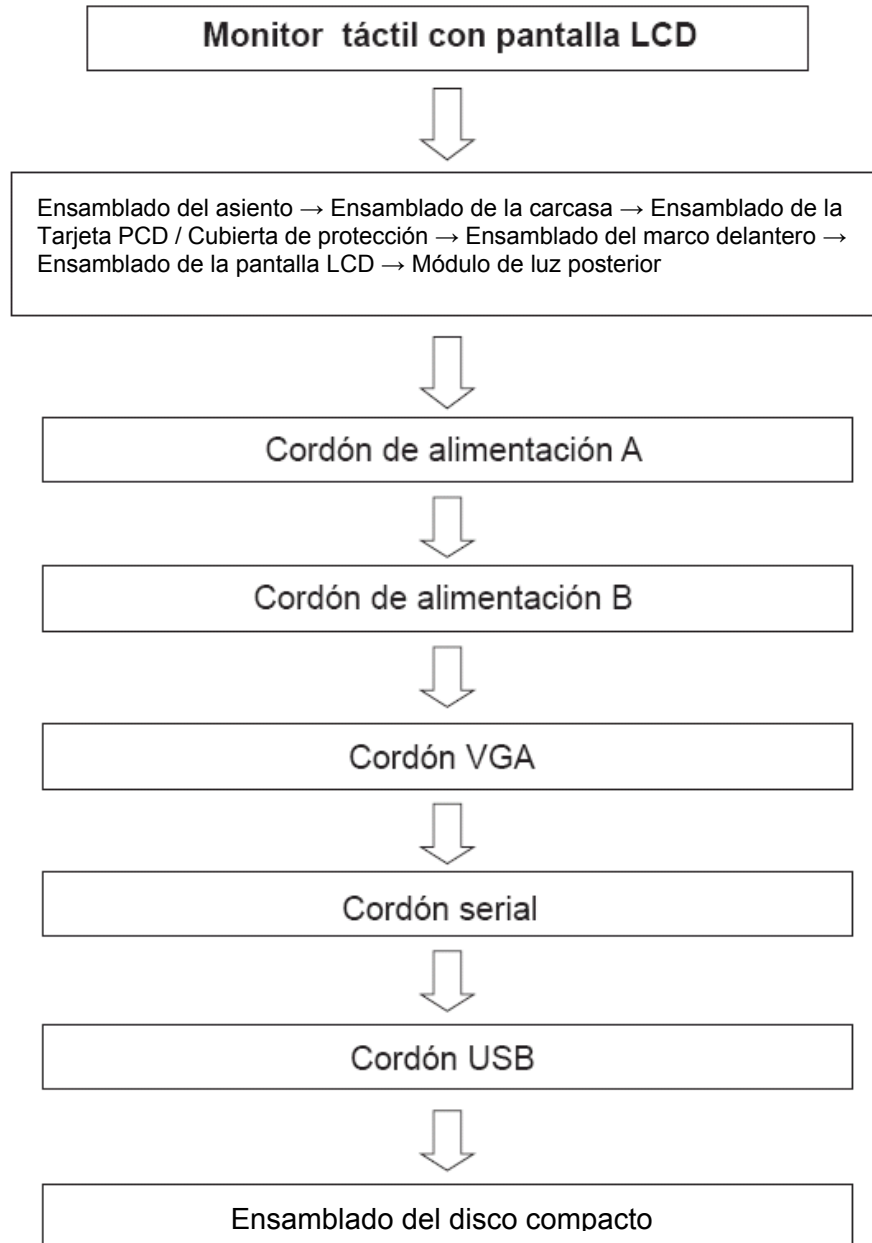 Monitor táctil con pantalla LCD
Ensamblado del asiento → Ensamblado de la carcasa → Ensamblado de la
Tarjeta PCD / Cubierta de protección → Ensamblado del marco delantero →
Ensamblado de la pantalla LCD → Módulo de luz posterior
Cordón de alimentación A
Cordón de alimentación B
Cordón VGA
Cordón serial
Cordón USB
Ensamblado del disco compacto